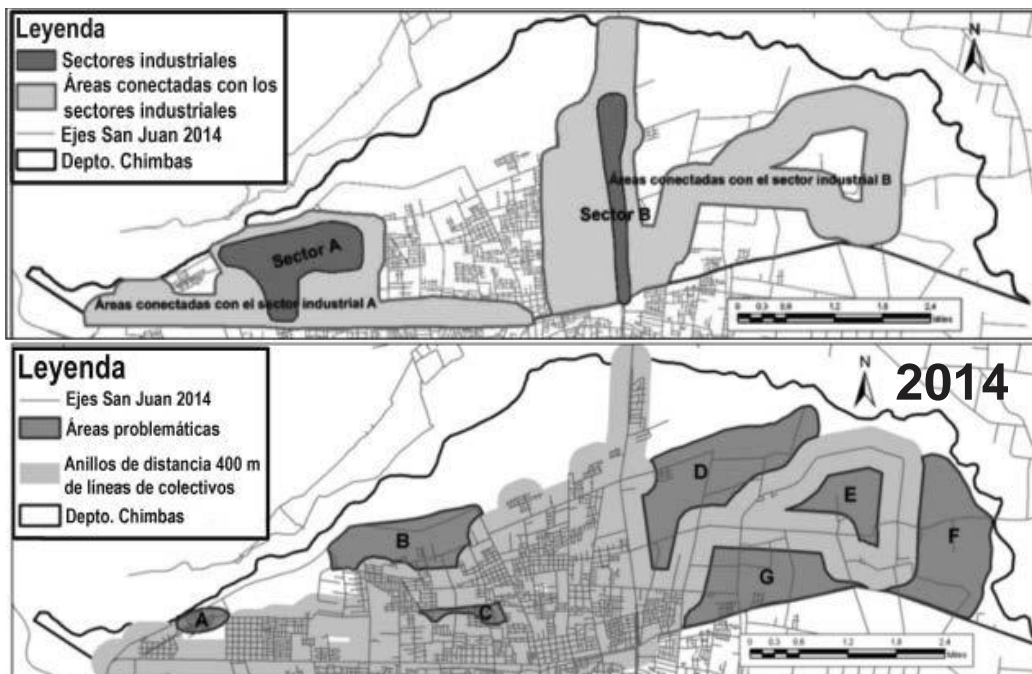 Leyenda
Sectores industriales
Áreas conectadas con los
sectores industriales
Ejes San Juan 2014
Depto. Chimbas
N
Áreas conectadas con el sector industrial B
Sector B
Sector A
Áreas conectadas con el sector industrial A
0 0.3 0.6 1.2 1.8 2.4
Miles
Leyenda
Ejes San Juan 2014
Áreas problemáticas
Anillos de distancia 400 m
de líneas de colectivos
Depto. Chimbas
N
2014
D
E
B
F
G
C
A
0 0.3 0.6 1.2 1.8 2.4
Miles